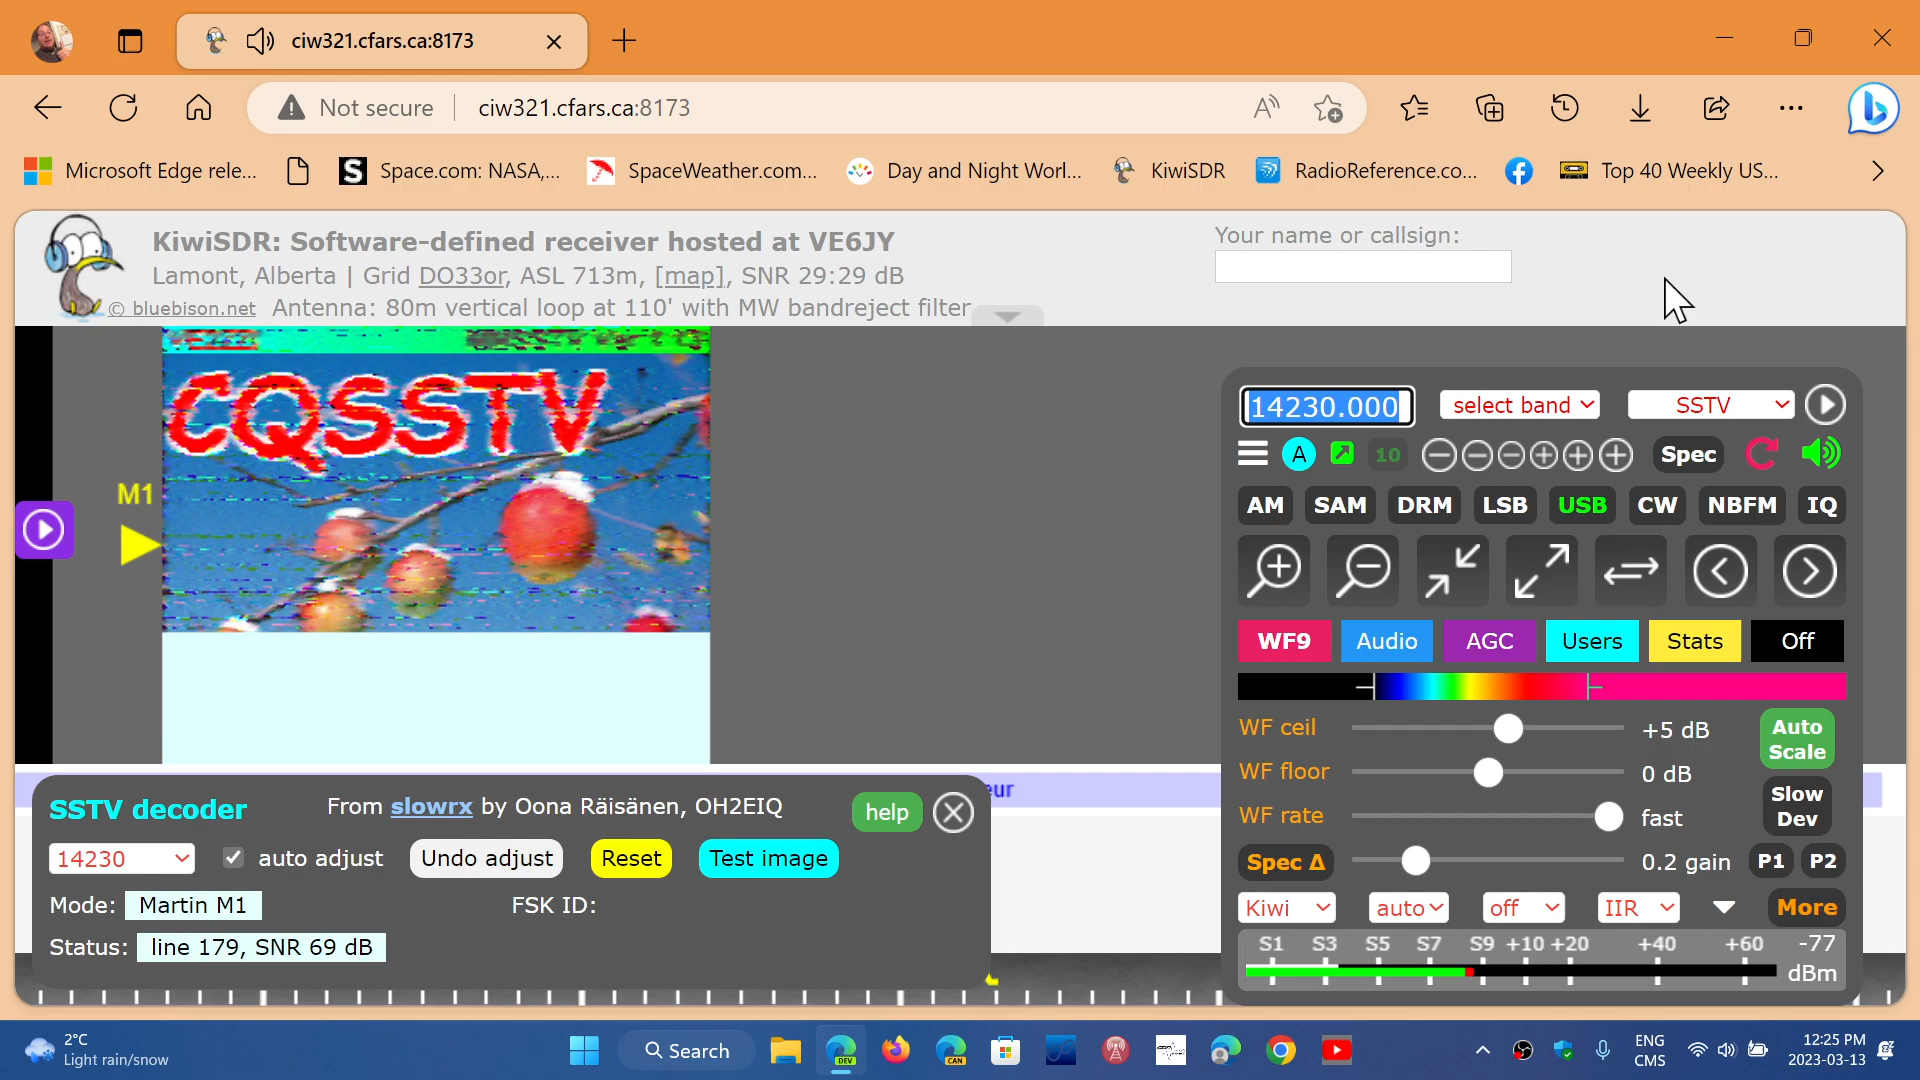 ciw321.cfars.ca:8173
Not secure
ciw321.cfars.ca:8173
Microsoft Edge rele...
Space.com: NASA,...
SpaceWeather.com...
Day and Night Worl...
KiwiSDR
RadioReference.co...
Top 40 Weekly US...
KiwiSDR: Software-defined receiver hosted at VE6JY
Lamont, Alberta | Grid DO33or, ASL 713m, [map], SNR 29:29 dB
© bluebison.net Antenna: 80m vertical loop at 110' with MW bandreject filter
Your name or callsign:
CQSSTV
M1
14230.000
select band
SSTV
A
10
Spec
AM
SAM
DRM
LSB
USB
CW
NBFM
IQ
WF9
Audio
AGC
Users
Stats
Off
WF ceil
+5 dB
Auto
Scale
WF floor
0 dB
WF rate
fast
Slow
Dev
Spec Δ
0.2 gain
P1
P2
Kiwi
auto
off
IIR
More
S1 S3 S5 S7 S9 +10 +20 +40 +60 -77
dBm
eur
SSTV decoder
From slowrx by Oona Räisänen, OH2EIQ
help
14230
auto adjust
Undo adjust
Reset
Test image
Mode: Martin M1
FSK ID:
Status: line 179, SNR 69 dB
2°C
Light rain/snow
Search
DEV
CAN
ENG
CMS
12:25 PM
2023-03-13